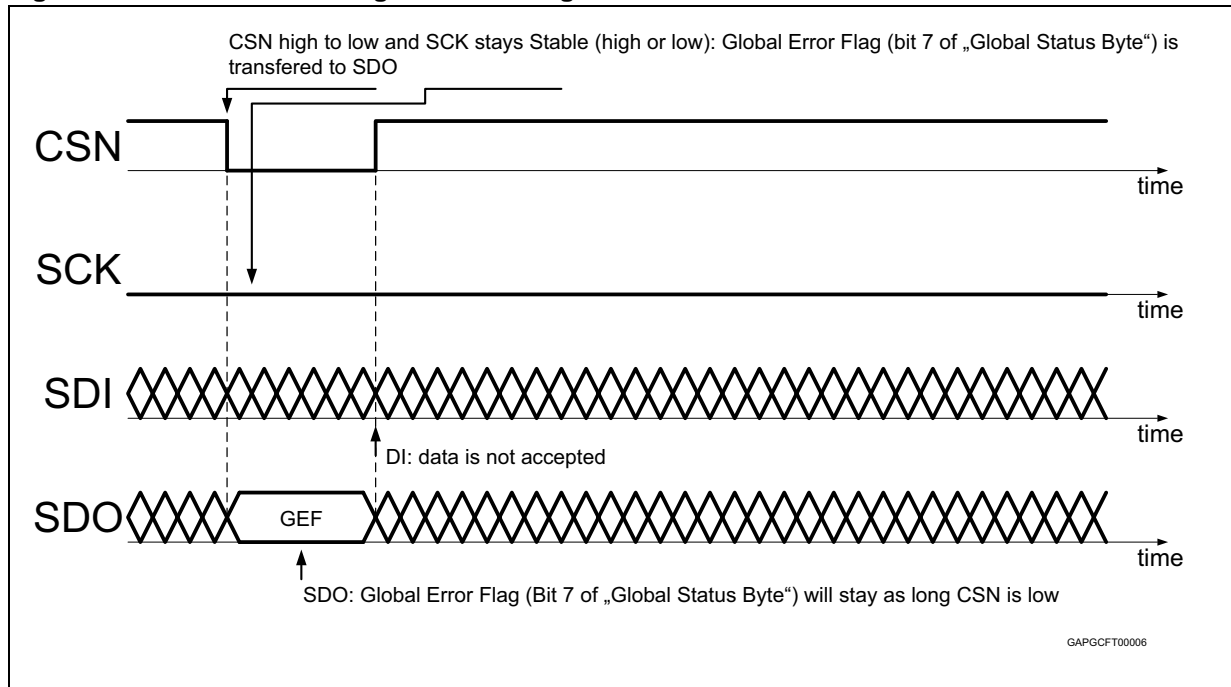 CSN high to low and SCK stays Stable (high or low): Global Error Flag (bit 7 of „Global Status Byte“) is
transfered to SDO
CSN
time
SCK
time
SDI
time
DI: data is not accepted
SDO
GEF
time
SDO: Global Error Flag (Bit 7 of „Global Status Byte“) will stay as long CSN is low
GAPGCFT00006